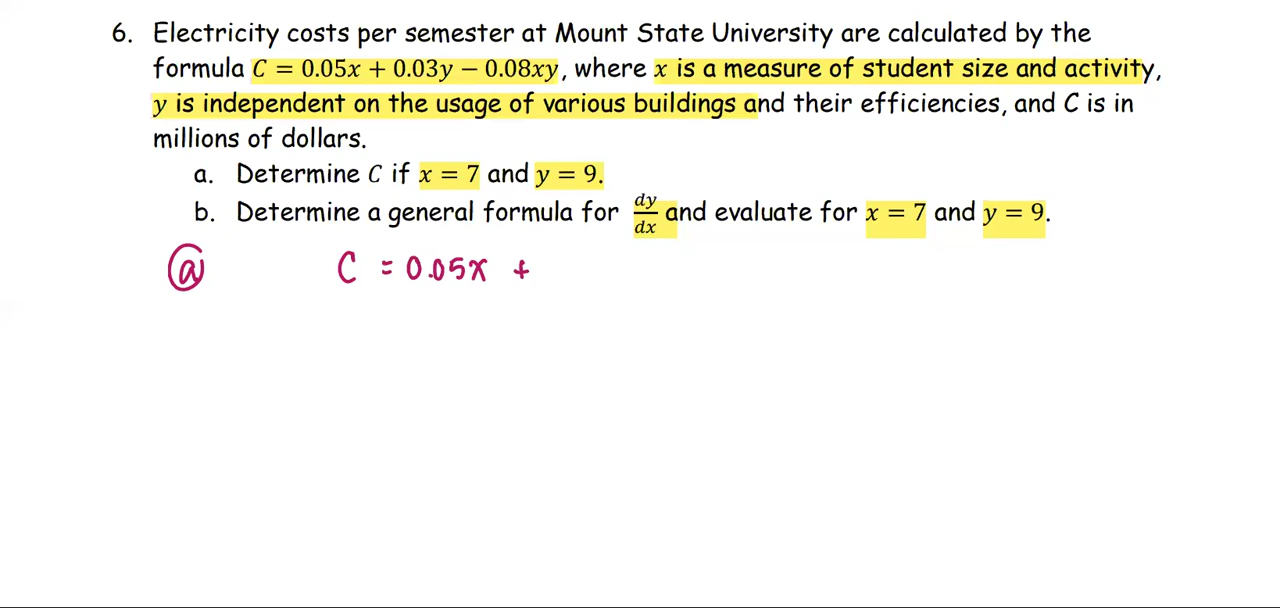 6. Electricity costs per semester at Mount State University are calculated by the
formula C = 0.05x + 0.03y − 0.08xy, where x is a measure of student size and activity,
y is independent on the usage of various buildings and their efficiencies, and C is in
millions of dollars.
a. Determine C if x = 7 and y = 9.
b. Determine a general formula for dy/dx and evaluate for x = 7 and y = 9.
ⓐ C = 0.05x +